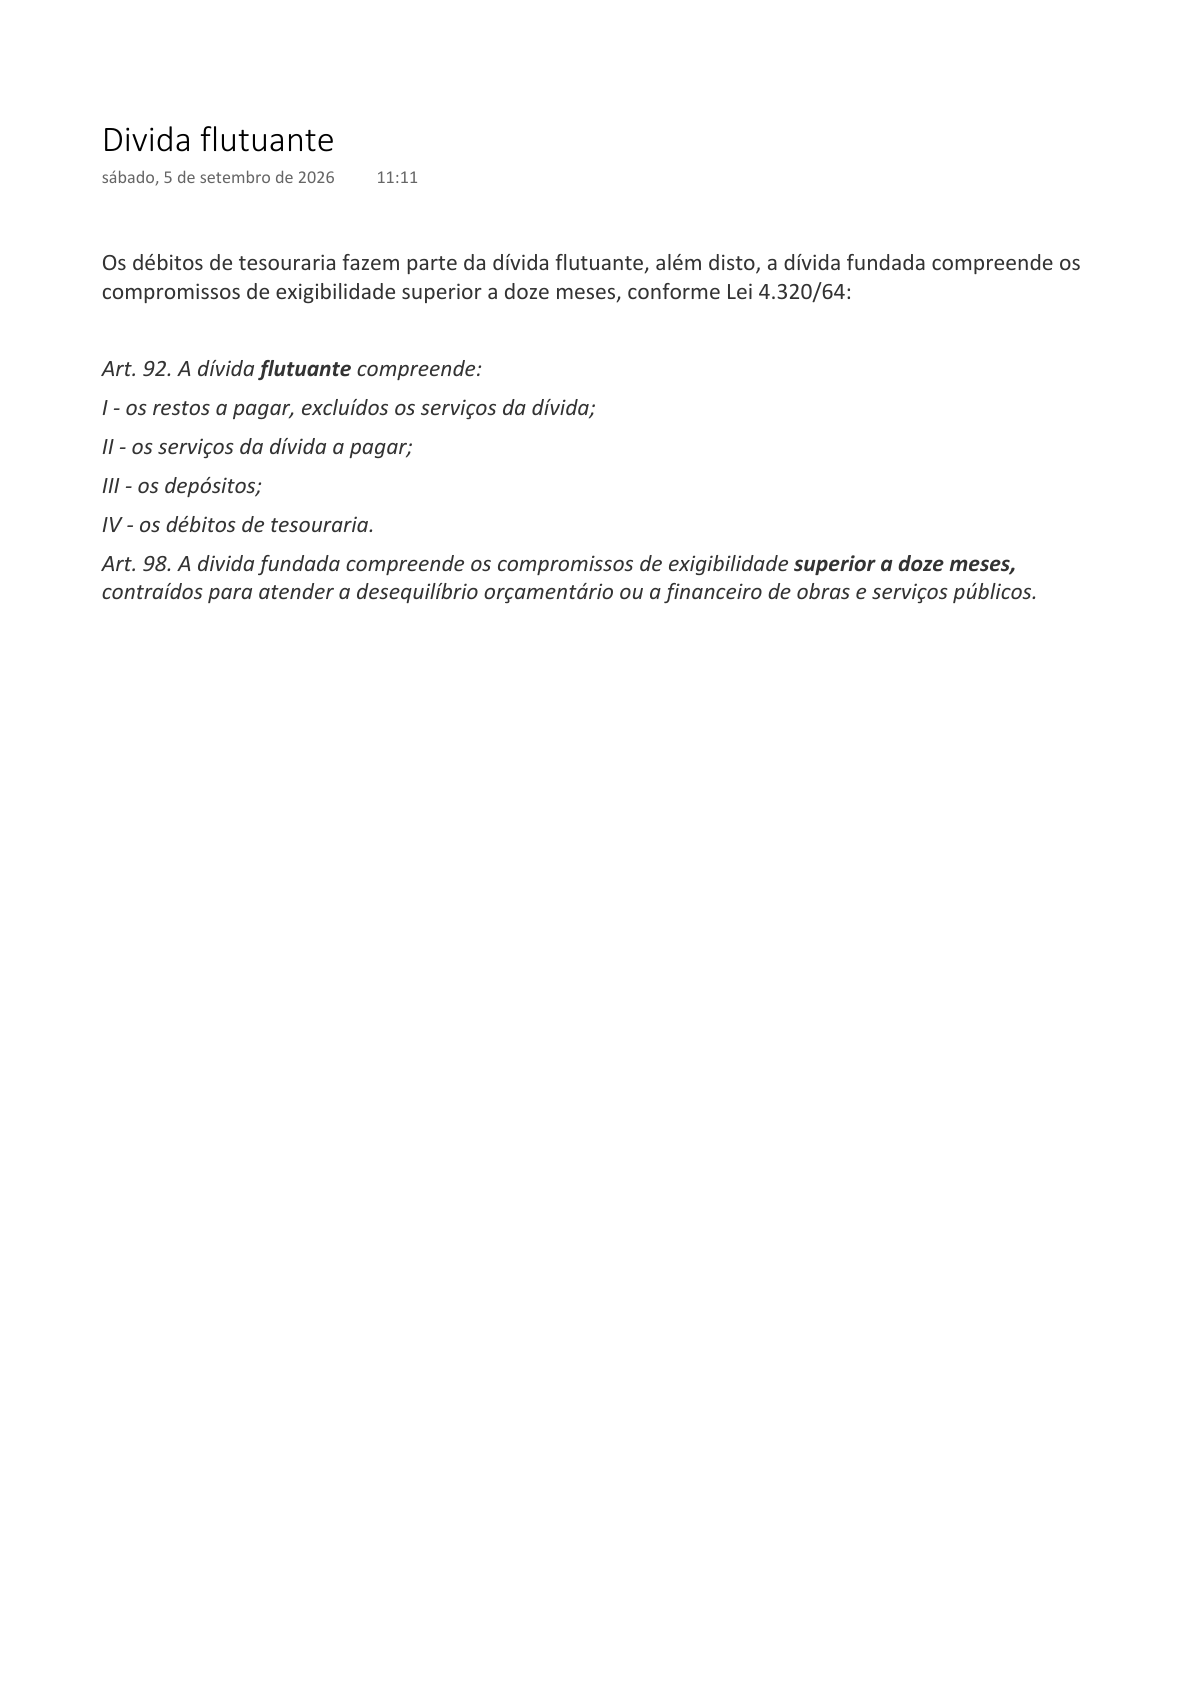 Divida flutuante
sábado, 5 de setembro de 2026 11:11
Os débitos de tesouraria fazem parte da dívida flutuante, além disto, a dívida fundada compreende os
compromissos de exigibilidade superior a doze meses, conforme Lei 4.320/64:
Art. 92. A dívida flutuante compreende:
I - os restos a pagar, excluídos os serviços da dívida;
II - os serviços da dívida a pagar;
III - os depósitos;
IV - os débitos de tesouraria.
Art. 98. A divida fundada compreende os compromissos de exigibilidade superior a doze meses,
contraídos para atender a desequilíbrio orçamentário ou a financeiro de obras e serviços públicos.